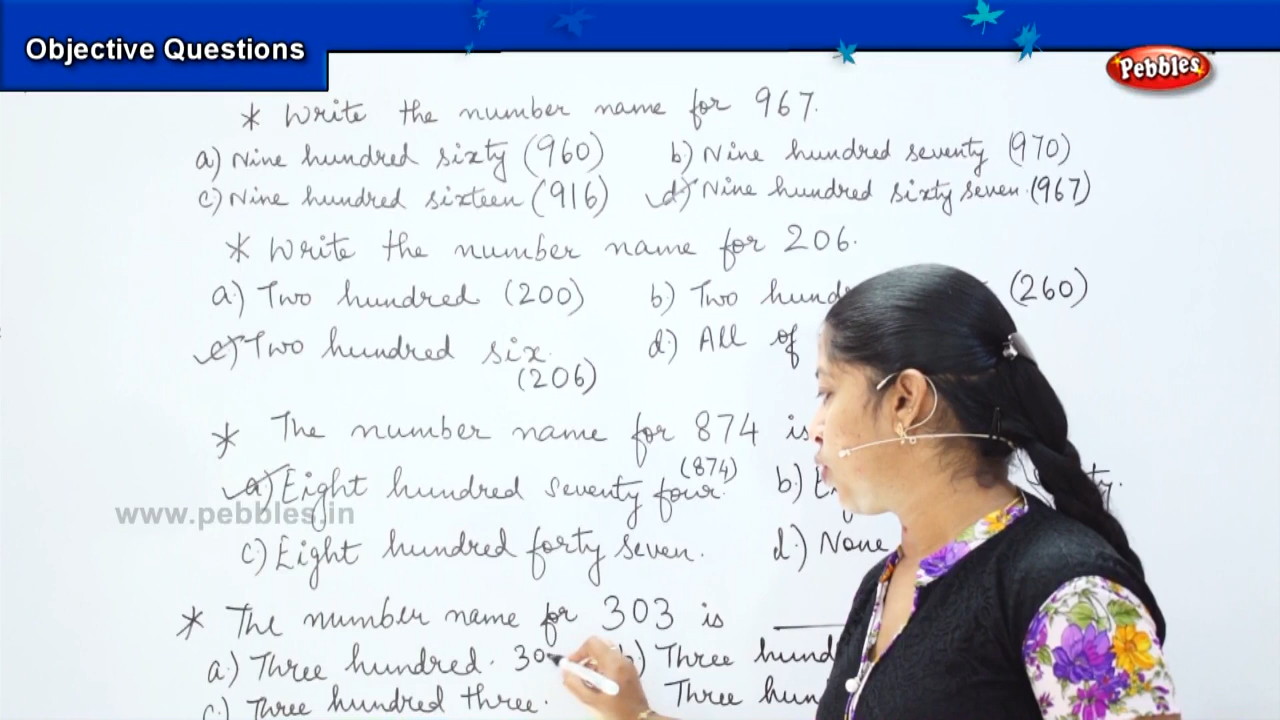 Objective Questions
Pebbles
* Write the number name for 967.
a) Nine hundred sixty (960) b) Nine hundred seventy (970)
c) Nine hundred sixteen (916) d) Nine hundred sixty seven. (967)
* Write the number name for 206.
a.) Two hundred (200) b.) Two (260)
c) Two hundred six. d.) All of
(206)
* The number name for 874 is
(874)
a) Eight hundred seventy four. b.)
www.pebbles.in
c.) Eight hundred forty seven. d.) None
* The number name for 303 is
a.) Three hundred. b) Three
c) Three hundred three. Three